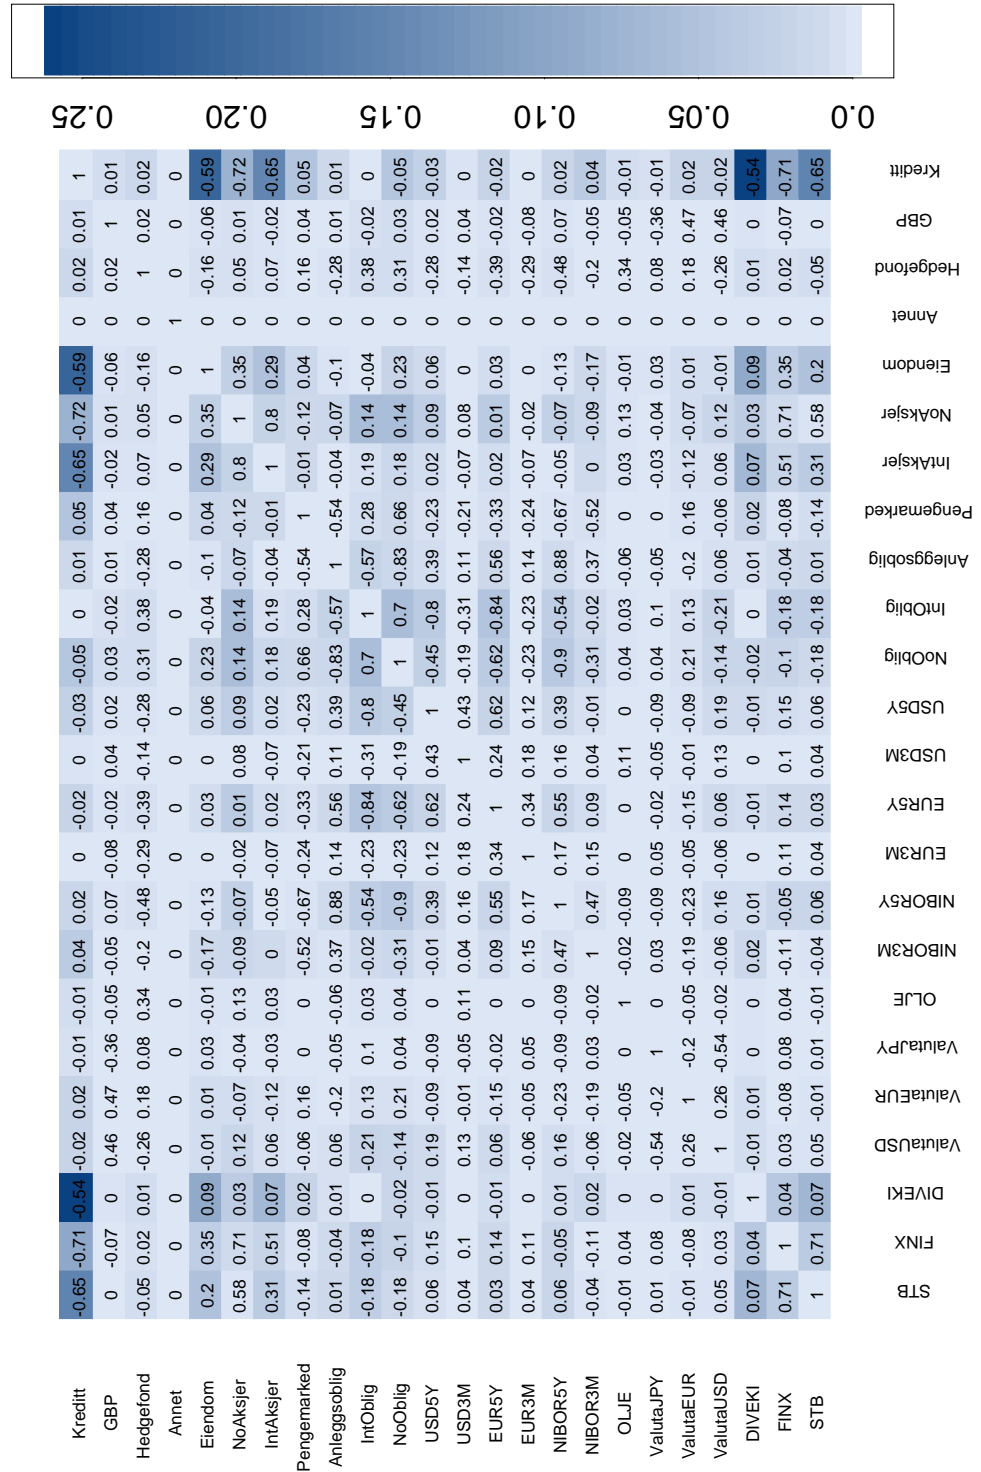 0.25 0.20 0.15 0.10 0.05 0.0
1 0.01 0.02 0 -0.59 -0.72 -0.65 0.05 0.01 0 -0.05 -0.03 0 -0.02 0 0.02 0.04 -0.01 -0.01 0.02 -0.02 -0.54 -0.71 -0.65 Kreditt
0.01 1 0.02 0 -0.06 0.01 -0.02 0.04 0.01 -0.02 0.03 0.02 0.04 -0.02 -0.08 0.07 -0.05 -0.05 -0.36 0.47 0.46 0 -0.07 0 GBP
0.02 0.02 1 0 -0.16 0.05 0.07 0.16 -0.28 0.38 0.31 -0.28 -0.14 -0.39 -0.29 -0.48 -0.2 0.34 0.08 0.18 -0.26 0.01 0.02 -0.05 Hedgefond
0 0 0 1 0 0 0 0 0 0 0 0 0 0 0 0 0 0 0 0 0 0 0 0 Annet
-0.59 -0.06 -0.16 0 1 0.35 0.29 0.04 -0.1 -0.04 0.23 0.06 0 0.03 0 -0.13 -0.17 -0.01 0.03 0.01 -0.01 0.09 0.35 0.2 Eiendom
-0.72 0.01 0.05 0 0.35 1 0.8 -0.12 -0.07 0.14 0.14 0.09 0.08 0.01 -0.02 -0.07 -0.09 0.13 -0.04 -0.07 0.12 0.03 0.71 0.58 NoAksjer
-0.65 -0.02 0.07 0 0.29 0.8 1 -0.01 -0.04 0.19 0.18 0.02 -0.07 0.02 -0.07 -0.05 0 0.03 -0.03 -0.12 0.06 0.07 0.51 0.31 IntAksjer
0.05 0.04 0.16 0 0.04 -0.12 -0.01 1 -0.54 0.28 0.66 -0.23 -0.21 -0.33 -0.24 -0.67 -0.52 0 0 0.16 -0.06 0.02 -0.08 -0.14 Pengemarked
0.01 0.01 -0.28 0 -0.1 -0.07 -0.04 -0.54 1 -0.57 -0.83 0.39 0.11 0.56 0.14 0.88 0.37 -0.06 -0.05 -0.2 0.06 0.01 -0.04 0.01 Anleggsoblig
0 -0.02 0.38 0 -0.04 0.14 0.19 0.28 -0.57 1 0.7 -0.8 -0.31 -0.84 -0.23 -0.54 -0.02 0.03 0.1 0.13 -0.21 0 -0.18 -0.18 IntOblig
-0.05 0.03 0.31 0 0.23 0.14 0.18 0.66 -0.83 0.7 1 -0.45 -0.19 -0.62 -0.23 -0.9 -0.31 0.04 0.04 0.21 -0.14 -0.02 -0.1 -0.18 NoOblig
-0.03 0.02 -0.28 0 0.06 0.09 0.02 -0.23 0.39 -0.8 -0.45 1 0.43 0.62 0.12 0.39 -0.01 0 -0.09 -0.09 0.19 -0.01 0.15 0.06 USD5Y
0 0.04 -0.14 0 0 0.08 -0.07 -0.21 0.11 -0.31 -0.19 0.43 1 0.24 0.18 0.16 0.04 0.11 -0.05 -0.01 0.13 0 0.1 0.04 USD3M
-0.02 -0.02 -0.39 0 0.03 0.01 0.02 -0.33 0.56 -0.84 -0.62 0.62 0.24 1 0.34 0.55 0.09 0 -0.02 -0.15 0.06 -0.01 0.14 0.03 EUR5Y
0 -0.08 -0.29 0 0 -0.02 -0.07 -0.24 0.14 -0.23 -0.23 0.12 0.18 0.34 1 0.17 0.15 0 0.05 -0.05 -0.06 0 0.11 0.04 EUR3M
0.02 0.07 -0.48 0 -0.13 -0.07 -0.05 -0.67 0.88 -0.54 -0.9 0.39 0.16 0.55 0.17 1 0.47 -0.09 -0.09 -0.23 0.16 0.01 -0.05 0.06 NIBOR5Y
0.04 -0.05 -0.2 0 -0.17 -0.09 0 -0.52 0.37 -0.02 -0.31 -0.01 0.04 0.09 0.15 0.47 1 -0.02 0.03 -0.19 -0.06 0.02 -0.11 -0.04 NIBOR3M
-0.01 -0.05 0.34 0 -0.01 0.13 0.03 0 -0.06 0.03 0.04 0 0.11 0 0 -0.09 -0.02 1 0 -0.05 -0.02 0 0.04 -0.01 OLJE
-0.01 -0.36 0.08 0 0.03 -0.04 -0.03 0 -0.05 0.1 0.04 -0.09 -0.05 -0.02 0.05 -0.09 0.03 0 1 -0.2 -0.54 0 0.08 0.01 ValutaJPY
0.02 0.47 0.18 0 0.01 -0.07 -0.12 0.16 -0.2 0.13 0.21 -0.09 -0.01 -0.15 -0.05 -0.23 -0.19 -0.05 -0.2 1 0.26 0.01 -0.08 -0.01 ValutaEUR
-0.02 0.46 -0.26 0 -0.01 0.12 0.06 -0.06 0.06 -0.21 -0.14 0.19 0.13 0.06 -0.06 0.16 -0.06 -0.02 -0.54 0.26 1 -0.01 0.03 0.05 ValutaUSD
-0.54 0 0.01 0 0.09 0.03 0.07 0.02 0.01 0 -0.02 -0.01 0 -0.01 0 0.01 0.02 0 0 0.01 -0.01 1 0.04 0.07 DIVEKI
-0.71 -0.07 0.02 0 0.35 0.71 0.51 -0.08 -0.04 -0.18 -0.1 0.15 0.1 0.14 0.11 -0.05 -0.11 0.04 0.08 -0.08 0.03 0.04 1 0.71 FINX
-0.65 0 -0.05 0 0.2 0.58 0.31 -0.14 0.01 -0.18 -0.18 0.06 0.04 0.03 0.04 0.06 -0.04 -0.01 0.01 -0.01 0.05 0.07 0.71 1 STB
Kreditt
GBP
Hedgefond
Annet
Eiendom
NoAksjer
IntAksjer
Pengemarked
Anleggsoblig
IntOblig
NoOblig
USD5Y
USD3M
EUR5Y
EUR3M
NIBOR5Y
NIBOR3M
OLJE
ValutaJPY
ValutaEUR
ValutaUSD
DIVEKI
FINX
STB